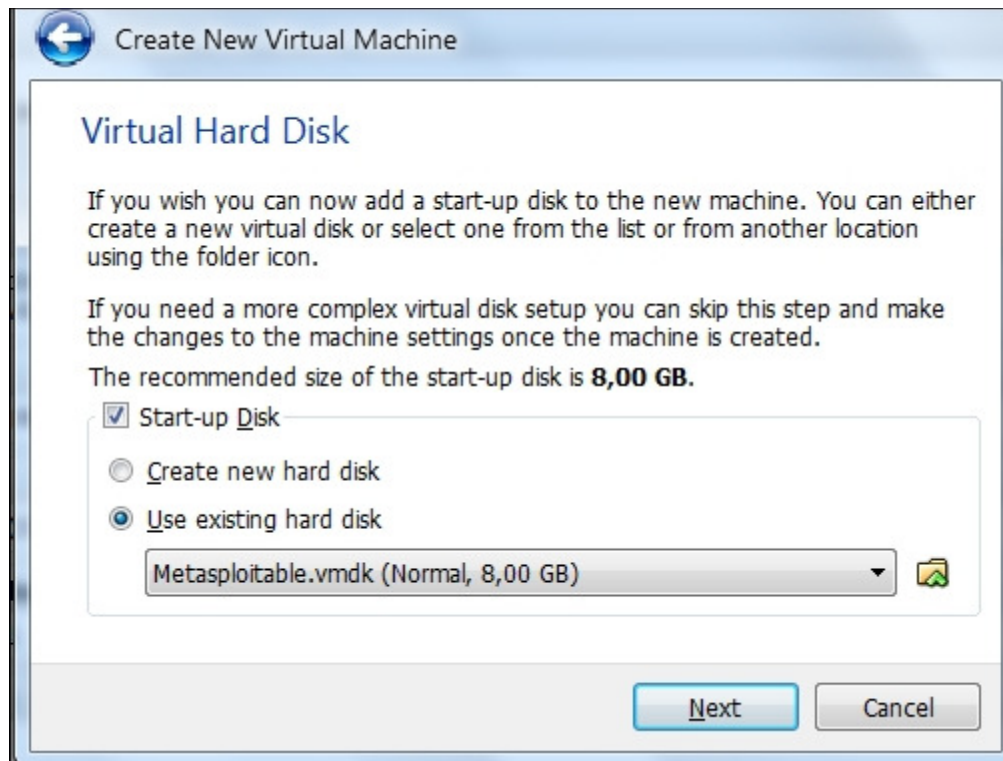 Create New Virtual Machine
Virtual Hard Disk
If you wish you can now add a start-up disk to the new machine. You can either
create a new virtual disk or select one from the list or from another location
using the folder icon.
If you need a more complex virtual disk setup you can skip this step and make
the changes to the machine settings once the machine is created.
The recommended size of the start-up disk is 8,00 GB.
Start-up Disk
Create new hard disk
Use existing hard disk
Metasploitable.vmdk (Normal, 8,00 GB)
Next
Cancel